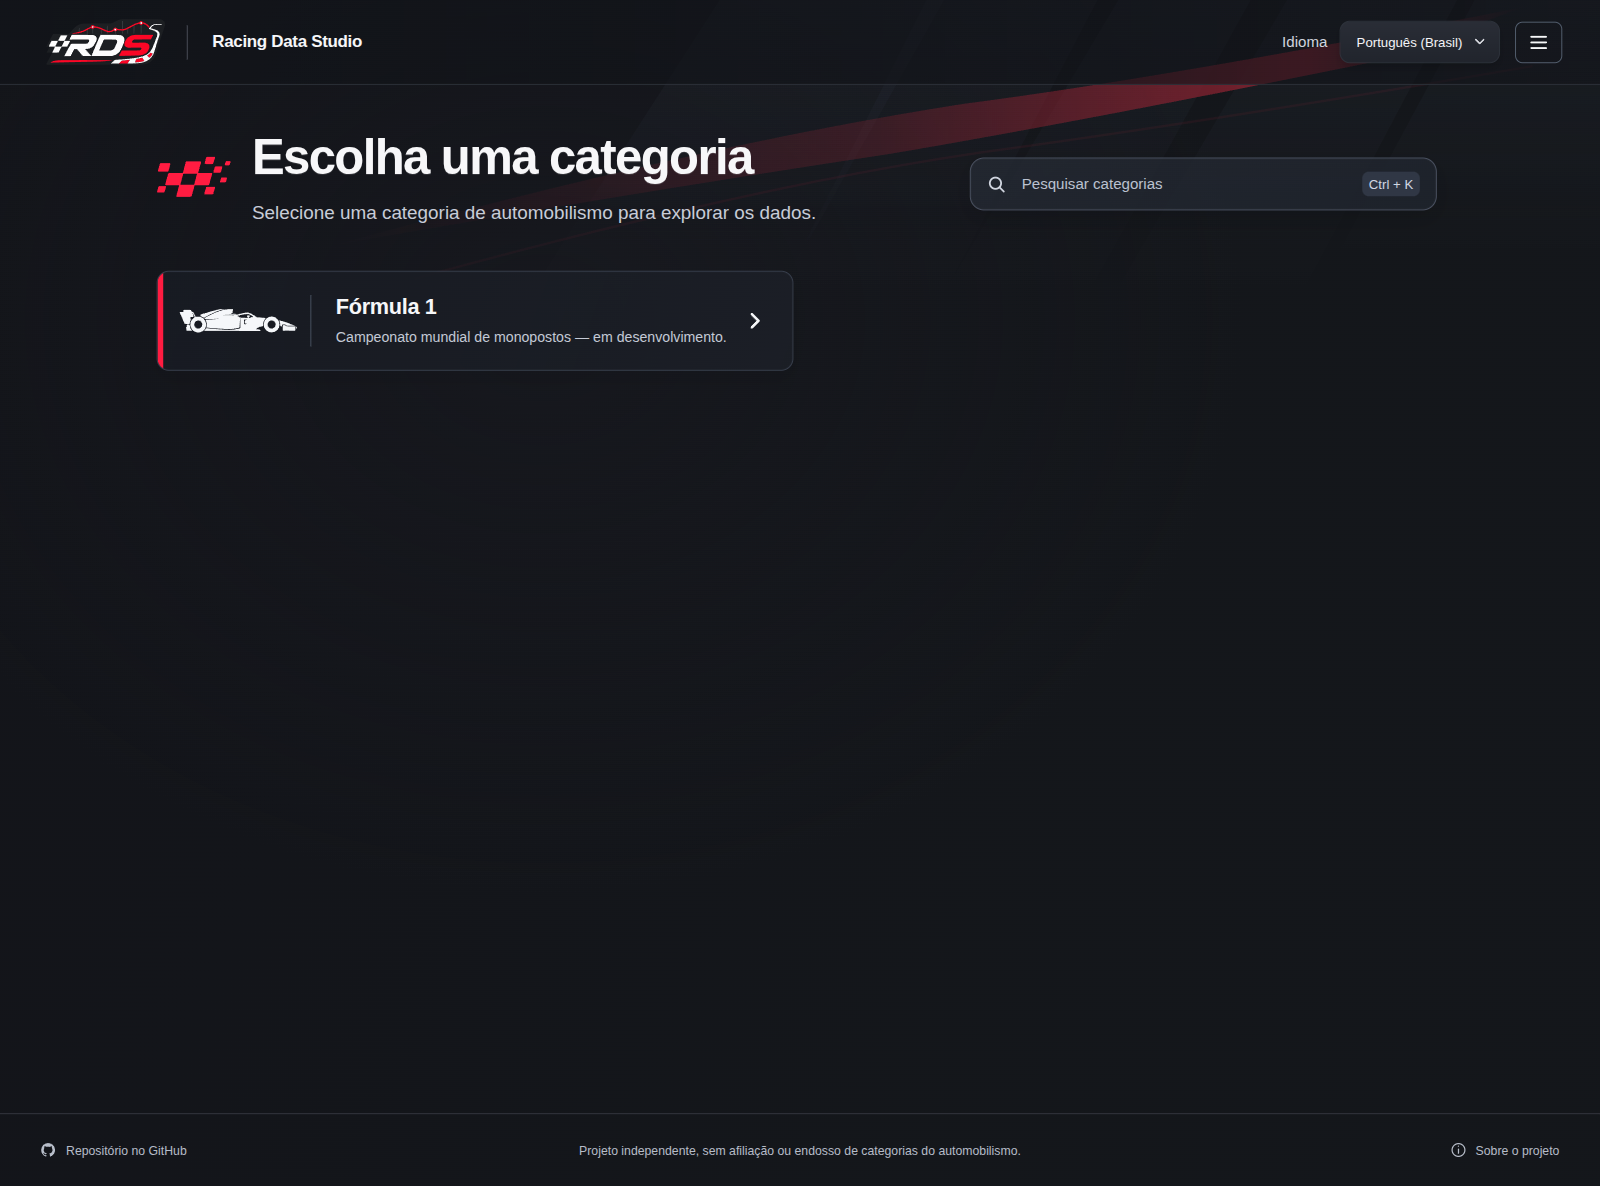 RDS
Racing Data Studio
Idioma
Português (Brasil)
Escolha uma categoria
Selecione uma categoria de automobilismo para explorar os dados.
Pesquisar categorias
Ctrl + K
Fórmula 1
Campeonato mundial de monopostos — em desenvolvimento.
Repositório no GitHub
Projeto independente, sem afiliação ou endosso de categorias do automobilismo.
Sobre o projeto